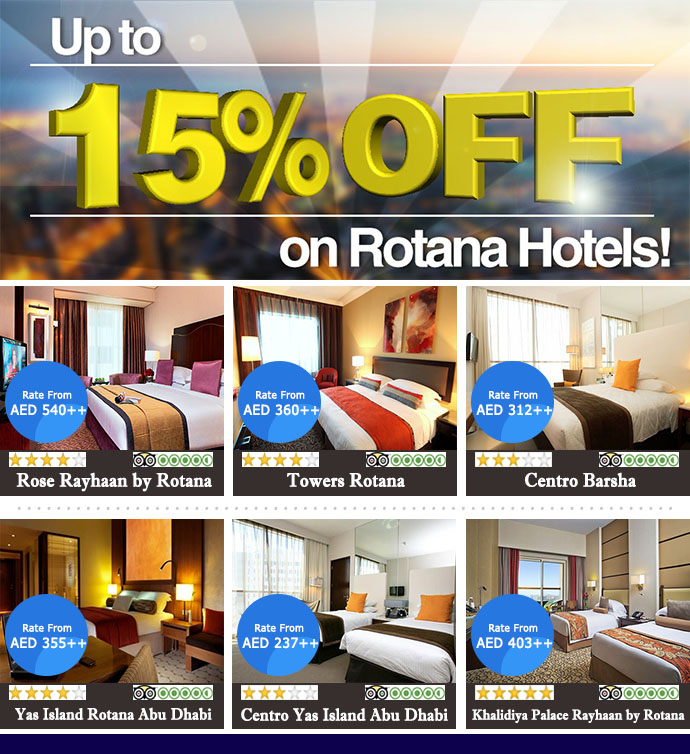 Up to
15% OFF
on Rotana Hotels!
Rate From
AED 540++
Rose Rayhaan by Rotana
Rate From
AED 360++
Towers Rotana
Rate From
AED 312++
Centro Barsha
Rate From
AED 355++
Yas Island Rotana Abu Dhabi
Rate From
AED 237++
Centro Yas Island Abu Dhabi
Rate From
AED 403++
Khalidiya Palace Rayhaan by Rotana